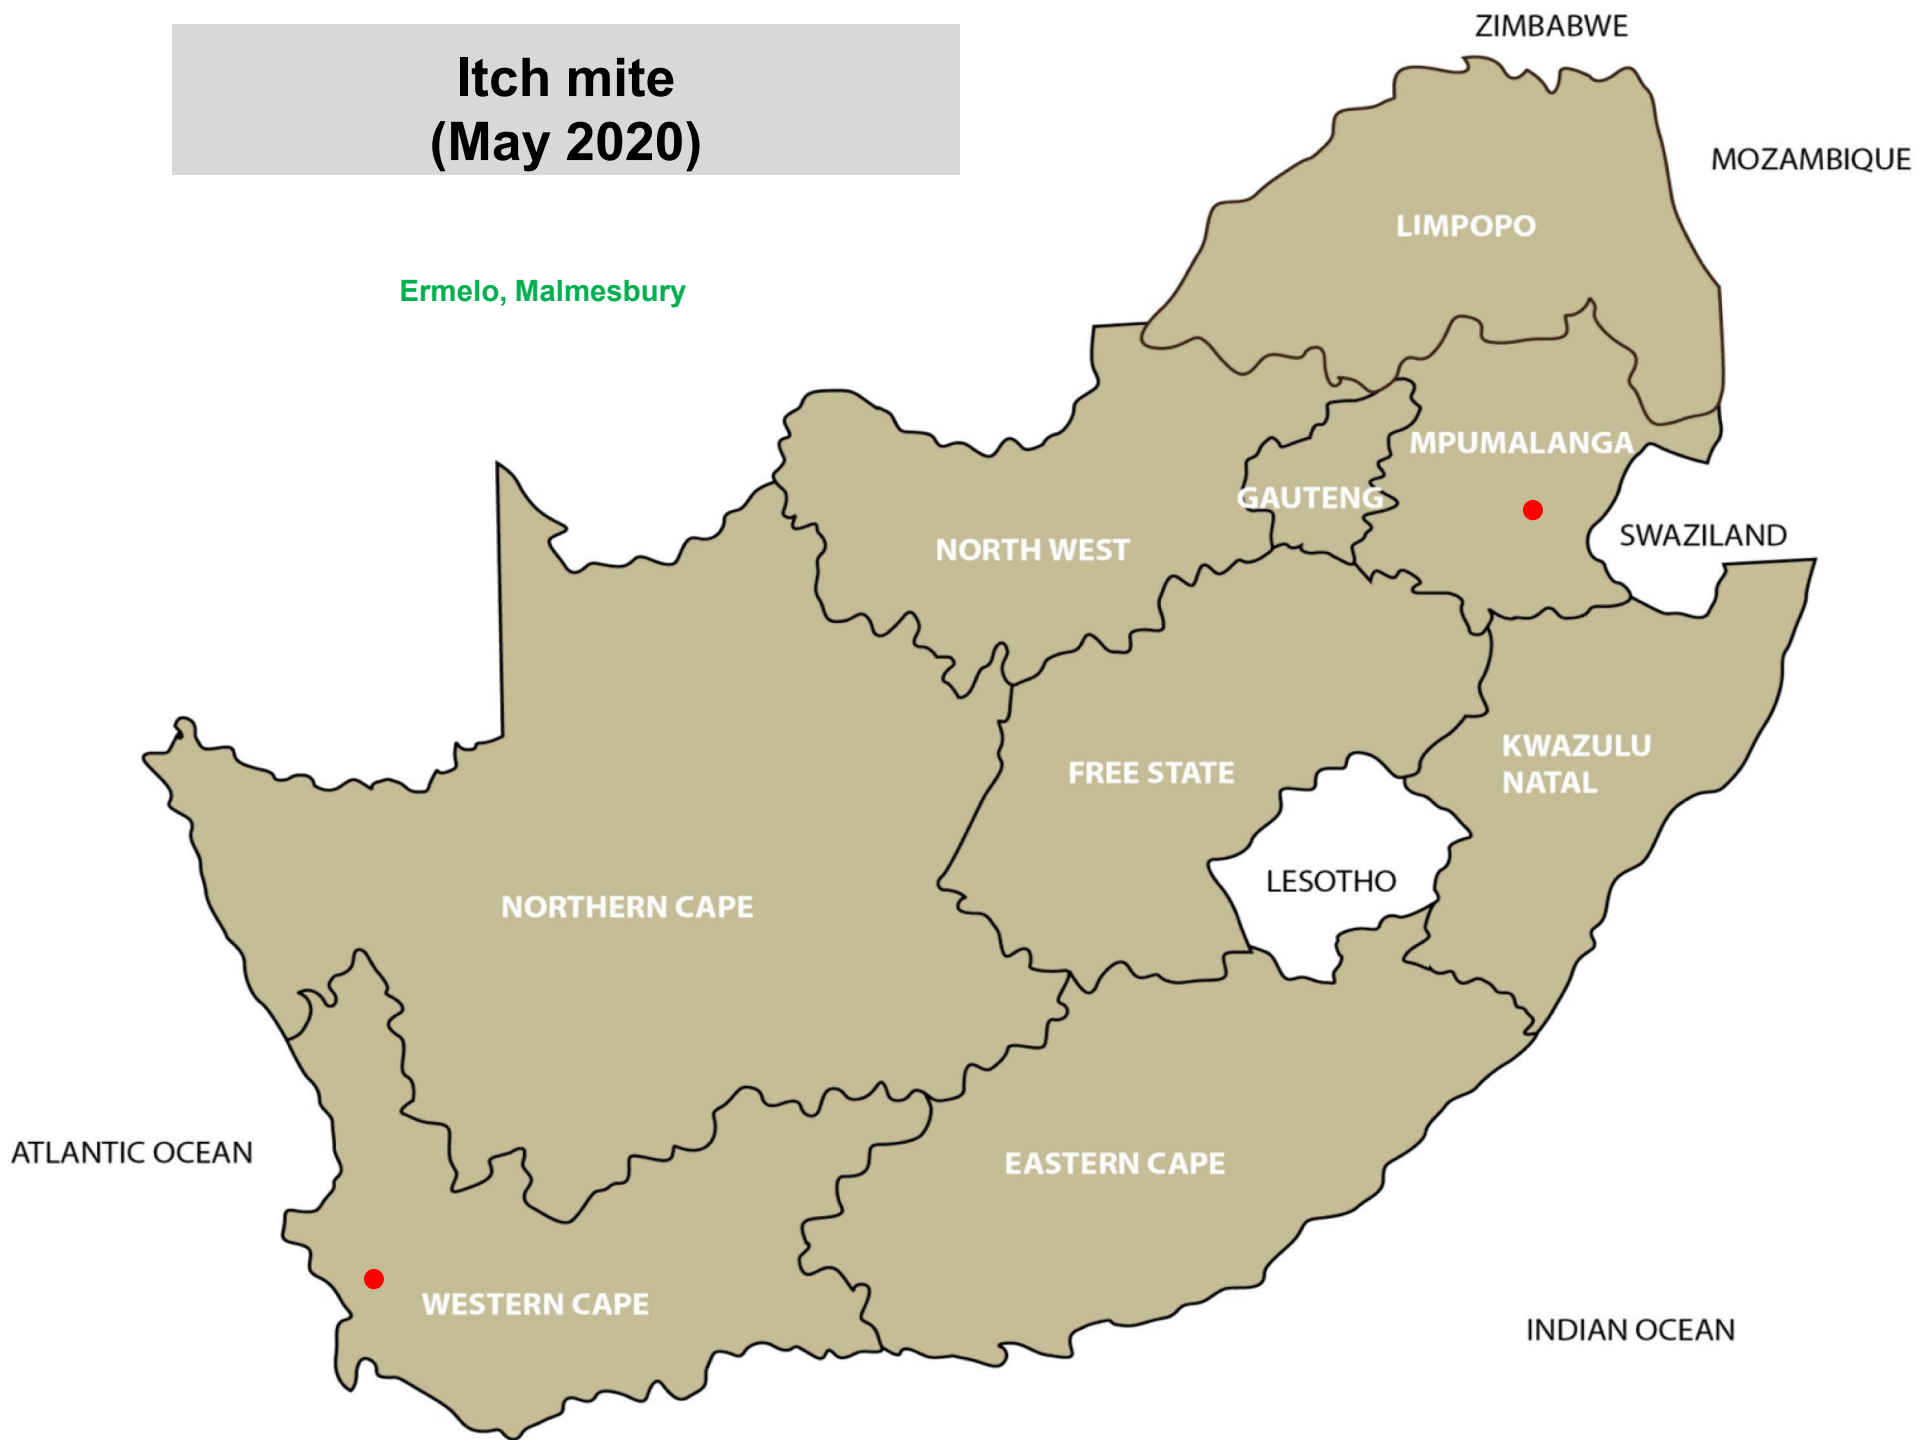 Itch mite
(May 2020)
ZIMBABWE
MOZAMBIQUE
LIMPOPO
Ermelo, Malmesbury
MPUMALANGA
GAUTENG
SWAZILAND
NORTH WEST
KWAZULU
NATAL
FREE STATE
LESOTHO
NORTHERN CAPE
ATLANTIC OCEAN
EASTERN CAPE
WESTERN CAPE
INDIAN OCEAN